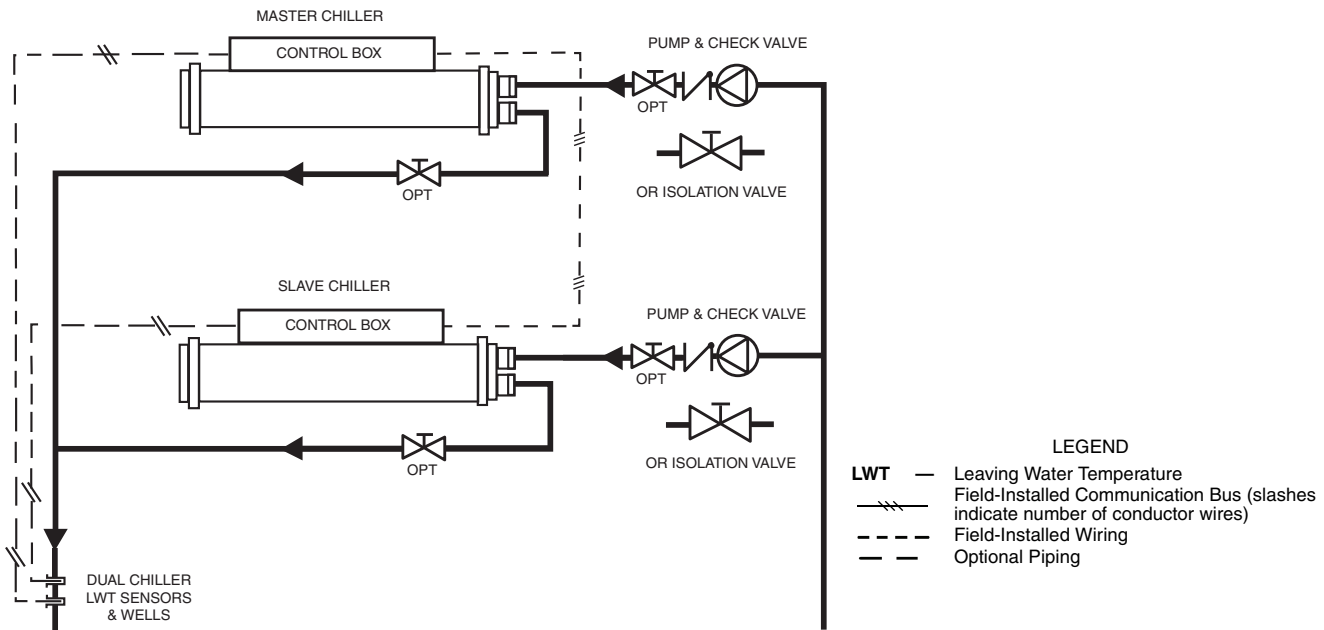 MASTER CHILLER
CONTROL BOX
PUMP & CHECK VALVE
OPT
OR ISOLATION VALVE
OPT
SLAVE CHILLER
CONTROL BOX
PUMP & CHECK VALVE
OPT
OR ISOLATION VALVE
OPT
DUAL CHILLER
LWT SENSORS
& WELLS
LEGEND
LWT — Leaving Water Temperature
Field-Installed Communication Bus (slashes
indicate number of conductor wires)
Field-Installed Wiring
Optional Piping